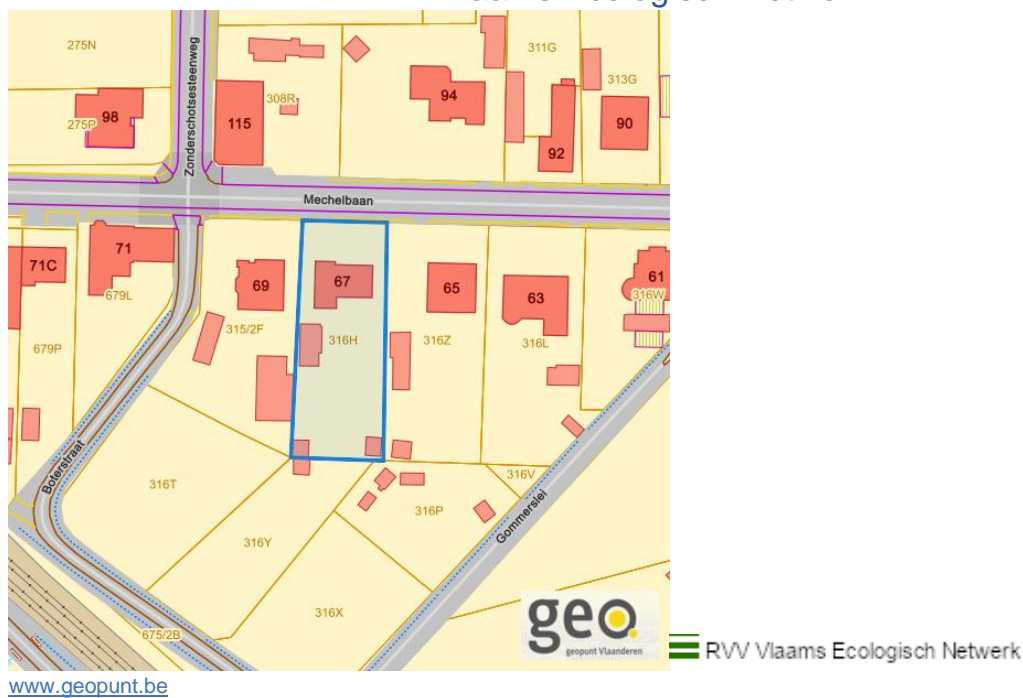 275N
311G
313G
94
308R
98
275P
115
90
92
Zonderschotsesteenweg
Mechelbaan
71
71C
61
67
69
65
63
679L
316W
315/2F
316H
316Z
316L
679P
Boterstraat
316T
316V
316P
Gommerslei
316Y
316X
675/2B
geo
geopunt Vlaanderen
RVV Vlaams Ecologisch Netwerk
www.geopunt.be